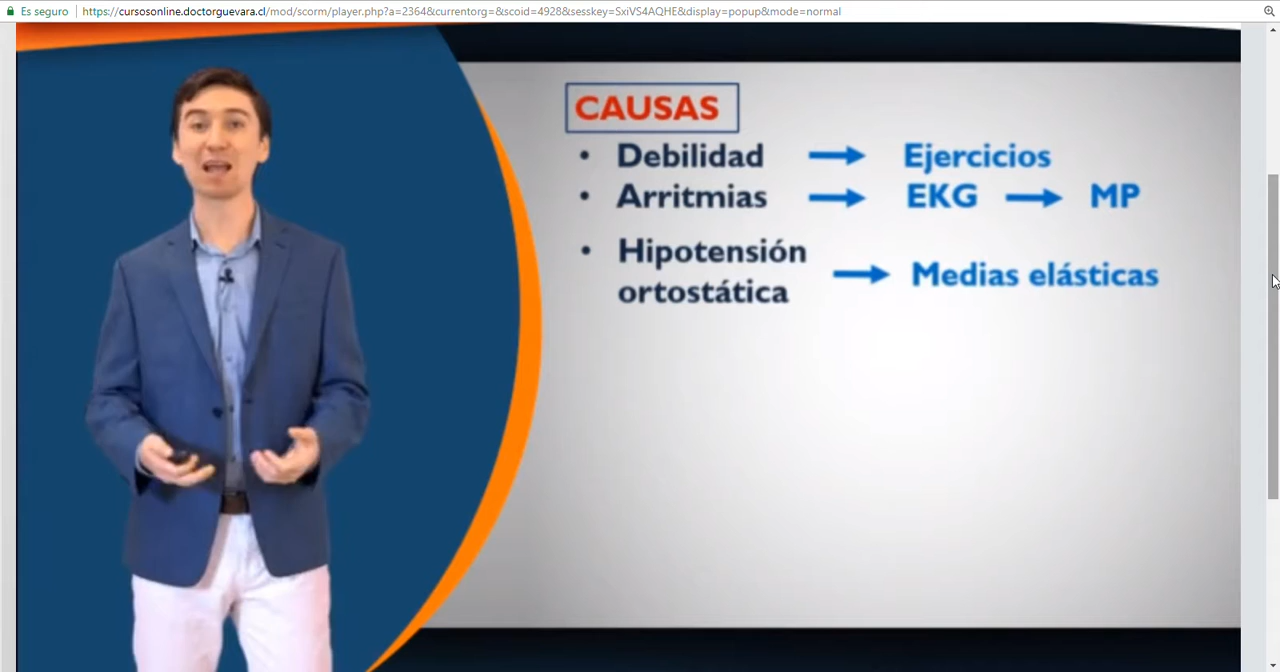 Es seguro
https://cursosonline.doctorguevara.cl/mod/scorm/player.php?a=2364&currentorg=&scoid=4928&sesskey=SxiVS4AQHE&display=popup&mode=normal
CAUSAS
• Debilidad → Ejercicios
• Arritmias → EKG → MP
• Hipotensión
ortostática → Medias elásticas